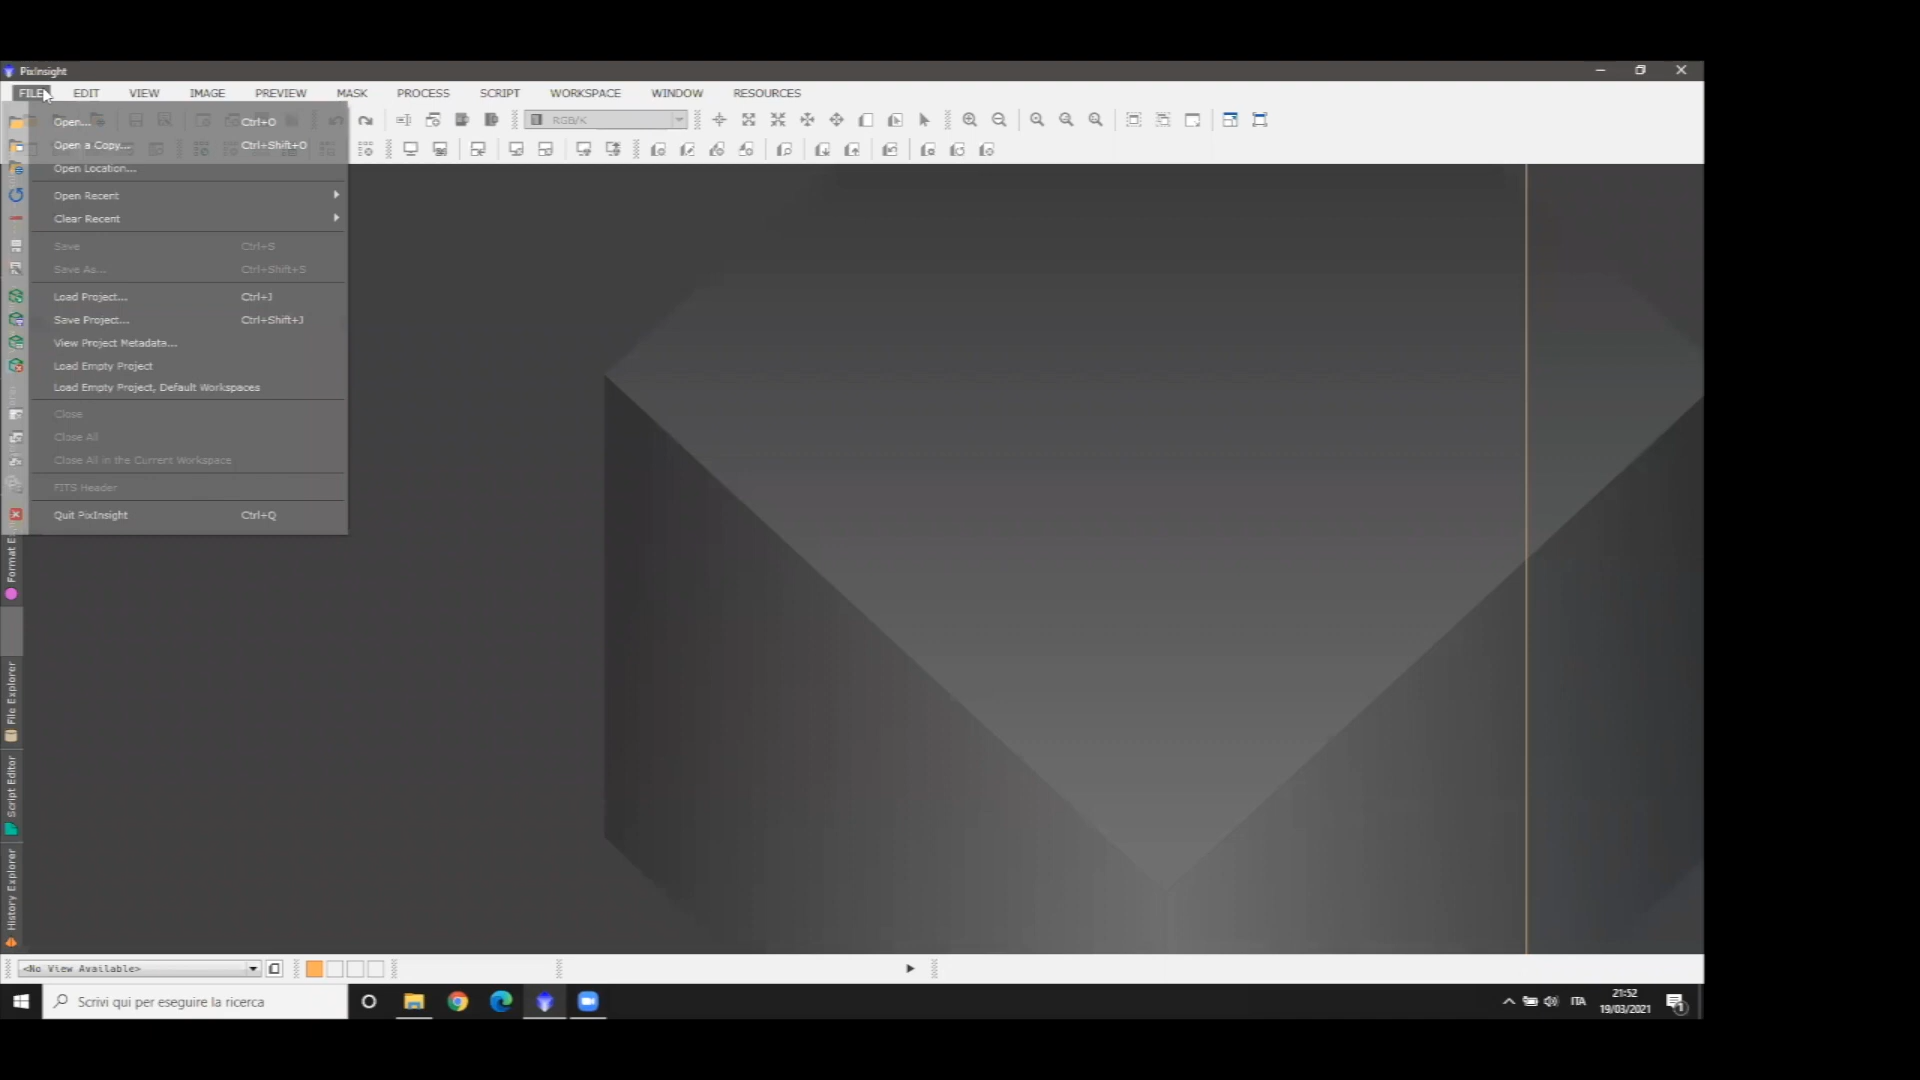 PixInsight
FILE EDIT VIEW IMAGE PREVIEW MASK PROCESS SCRIPT WORKSPACE WINDOW RESOURCES
Open... Ctrl+O
RGB/K
Open a Copy... Ctrl+Shift+O
Open Location...
Open Recent
Clear Recent
Save Ctrl+S
Save As... Ctrl+Shift+S
Load Project... Ctrl+J
Save Project... Ctrl+Shift+J
View Project Metadata...
Load Empty Project
Load Empty Project, Default Workspaces
Close
Close All
Close All in the Current Workspace
FITS Header
Quit PixInsight Ctrl+Q
Format
File Explorer
Script Editor
History Explorer
<No View Available>
Scrivi qui per eseguire la ricerca
ITA
21:52
19/03/2021
1